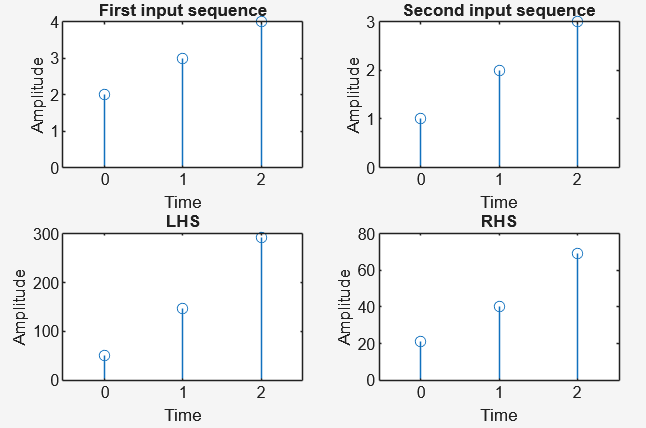 First input sequence
4
3
2
1
0
Amplitude
0 1 2
Time
Second input sequence
3
2
1
0
Amplitude
0 1 2
Time
LHS
300
200
100
0
Amplitude
0 1 2
Time
RHS
80
60
40
20
0
Amplitude
0 1 2
Time